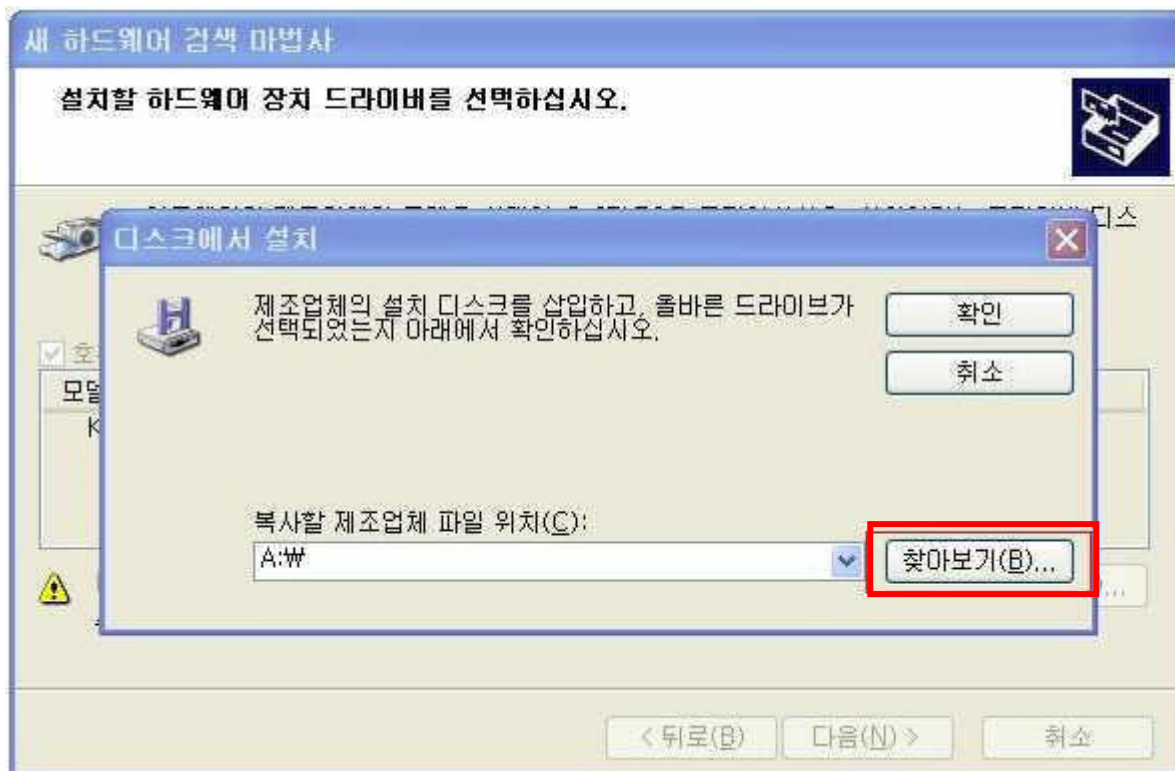 새 하드웨어 검색 마법사
설치할 하드웨어 장치 드라이버를 선택하십시오.
디스
디스크에서 설치
제조업체의 설치 디스크를 삽입하고, 올바른 드라이브가
선택되었는지 아래에서 확인하십시오.
확인
취소
호
모델
K
복사할 제조업체 파일 위치(C):
A:₩
찾아보기(B)...
< 뒤로(B)
다음(N) >
취소